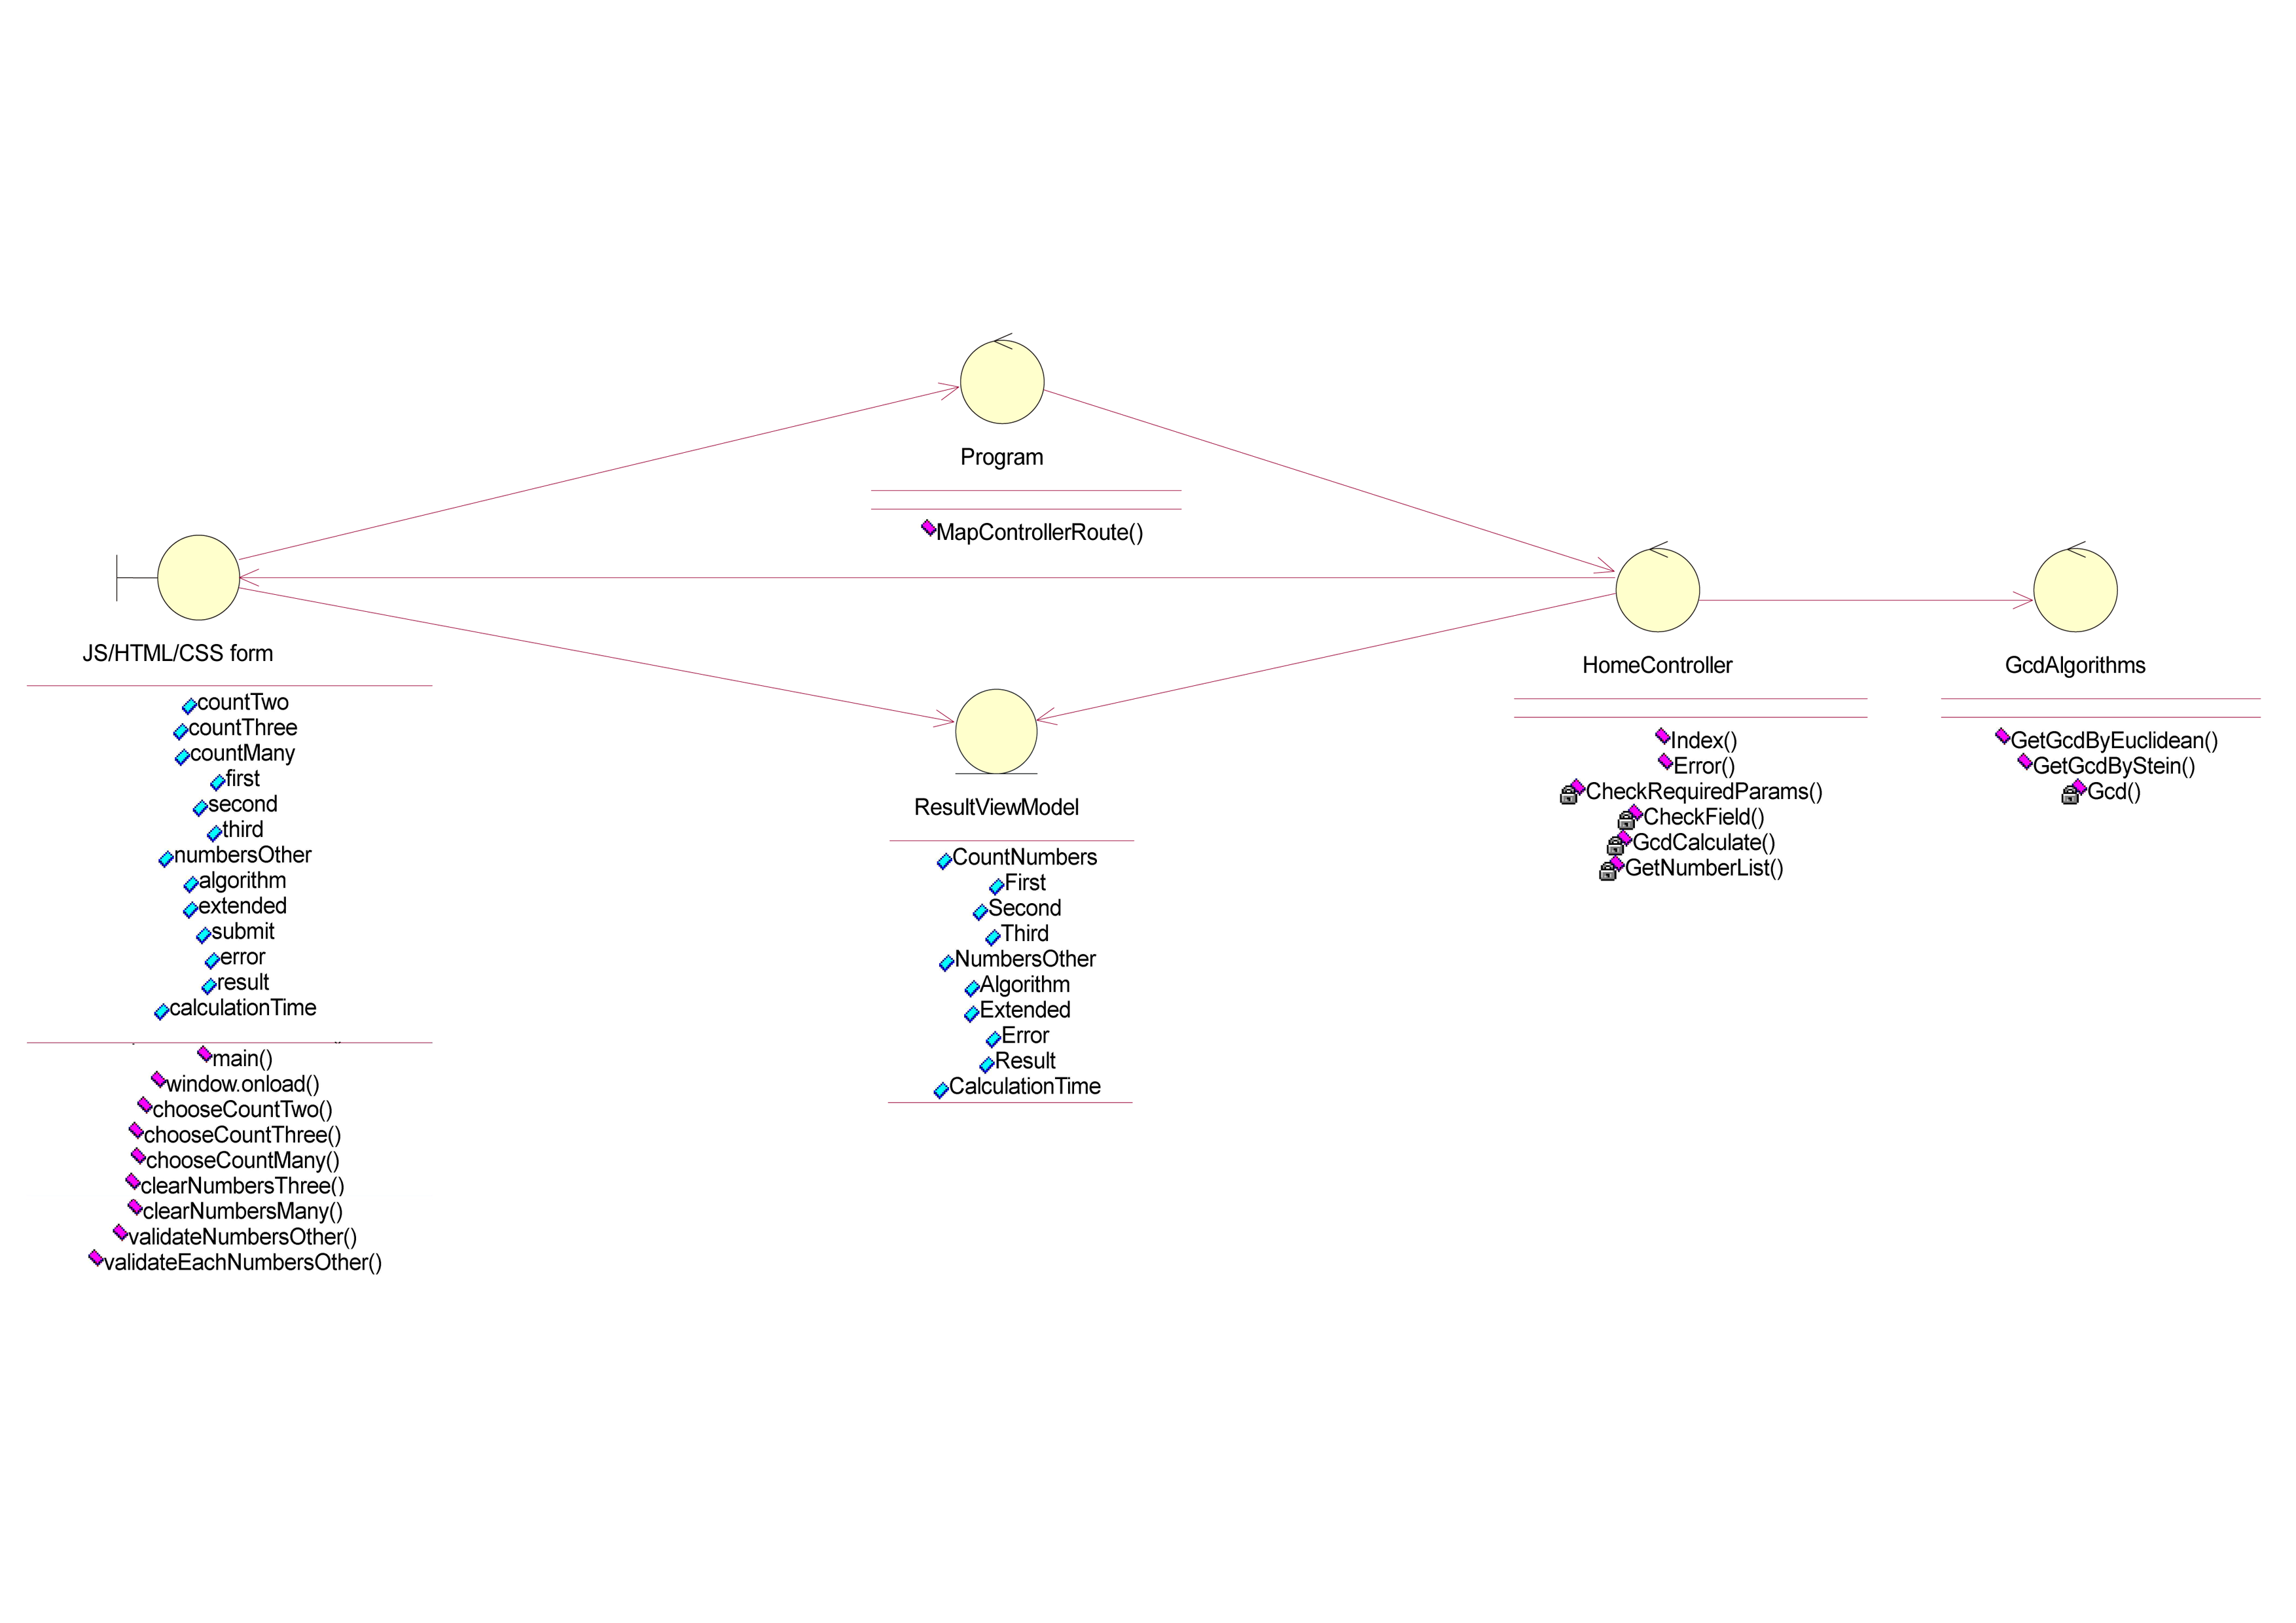 Program
MapControllerRoute()
JS/HTML/CSS form
countTwo
countThree
countMany
first
second
third
numbersOther
algorithm
extended
submit
error
result
calculationTime
main()
window.onload()
chooseCountTwo()
chooseCountThree()
chooseCountMany()
clearNumbersThree()
clearNumbersMany()
validateNumbersOther()
validateEachNumbersOther()
ResultViewModel
CountNumbers
First
Second
Third
NumbersOther
Algorithm
Extended
Error
Result
CalculationTime
HomeController
Index()
Error()
CheckRequiredParams()
CheckField()
GcdCalculate()
GetNumberList()
GcdAlgorithms
GetGcdByEuclidean()
GetGcdByStein()
Gcd()